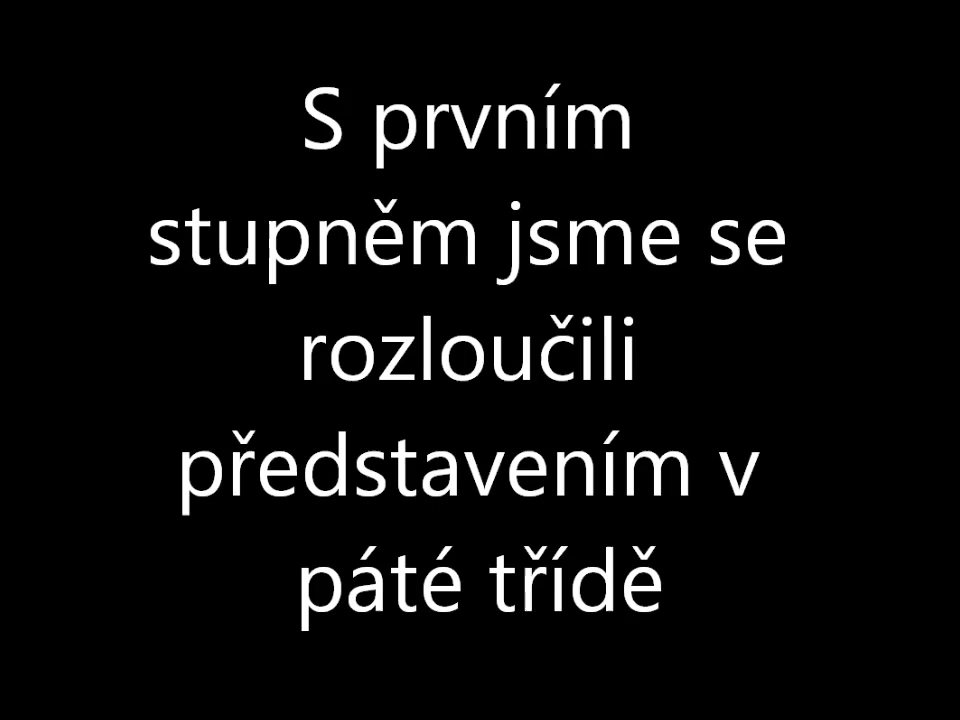 S prvním
stupněm jsme se
rozloučili
představením v
páté třídě